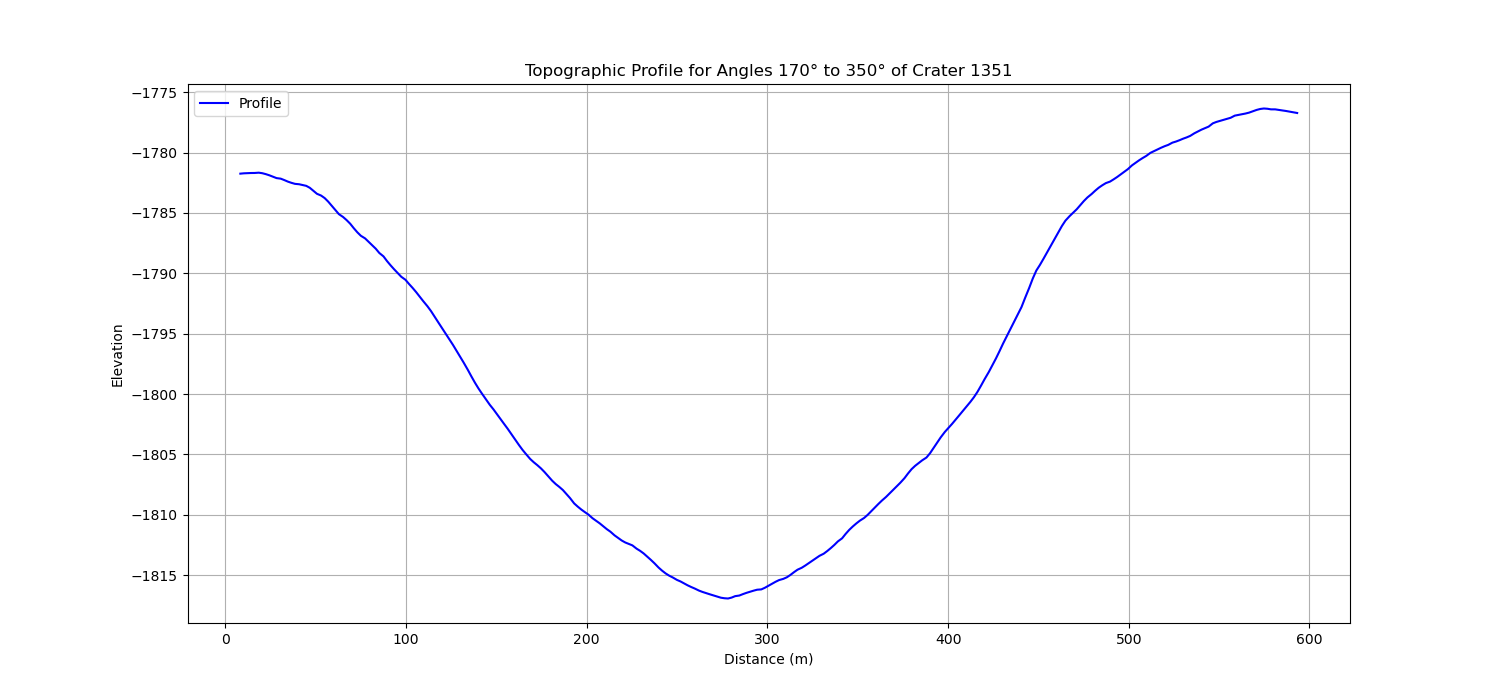 Topographic Profile for Angles 170° to 350° of Crater 1351
Profile
Elevation
−1775
−1780
−1785
−1790
−1795
−1800
−1805
−1810
−1815
0 100 200 300 400 500 600
Distance (m)